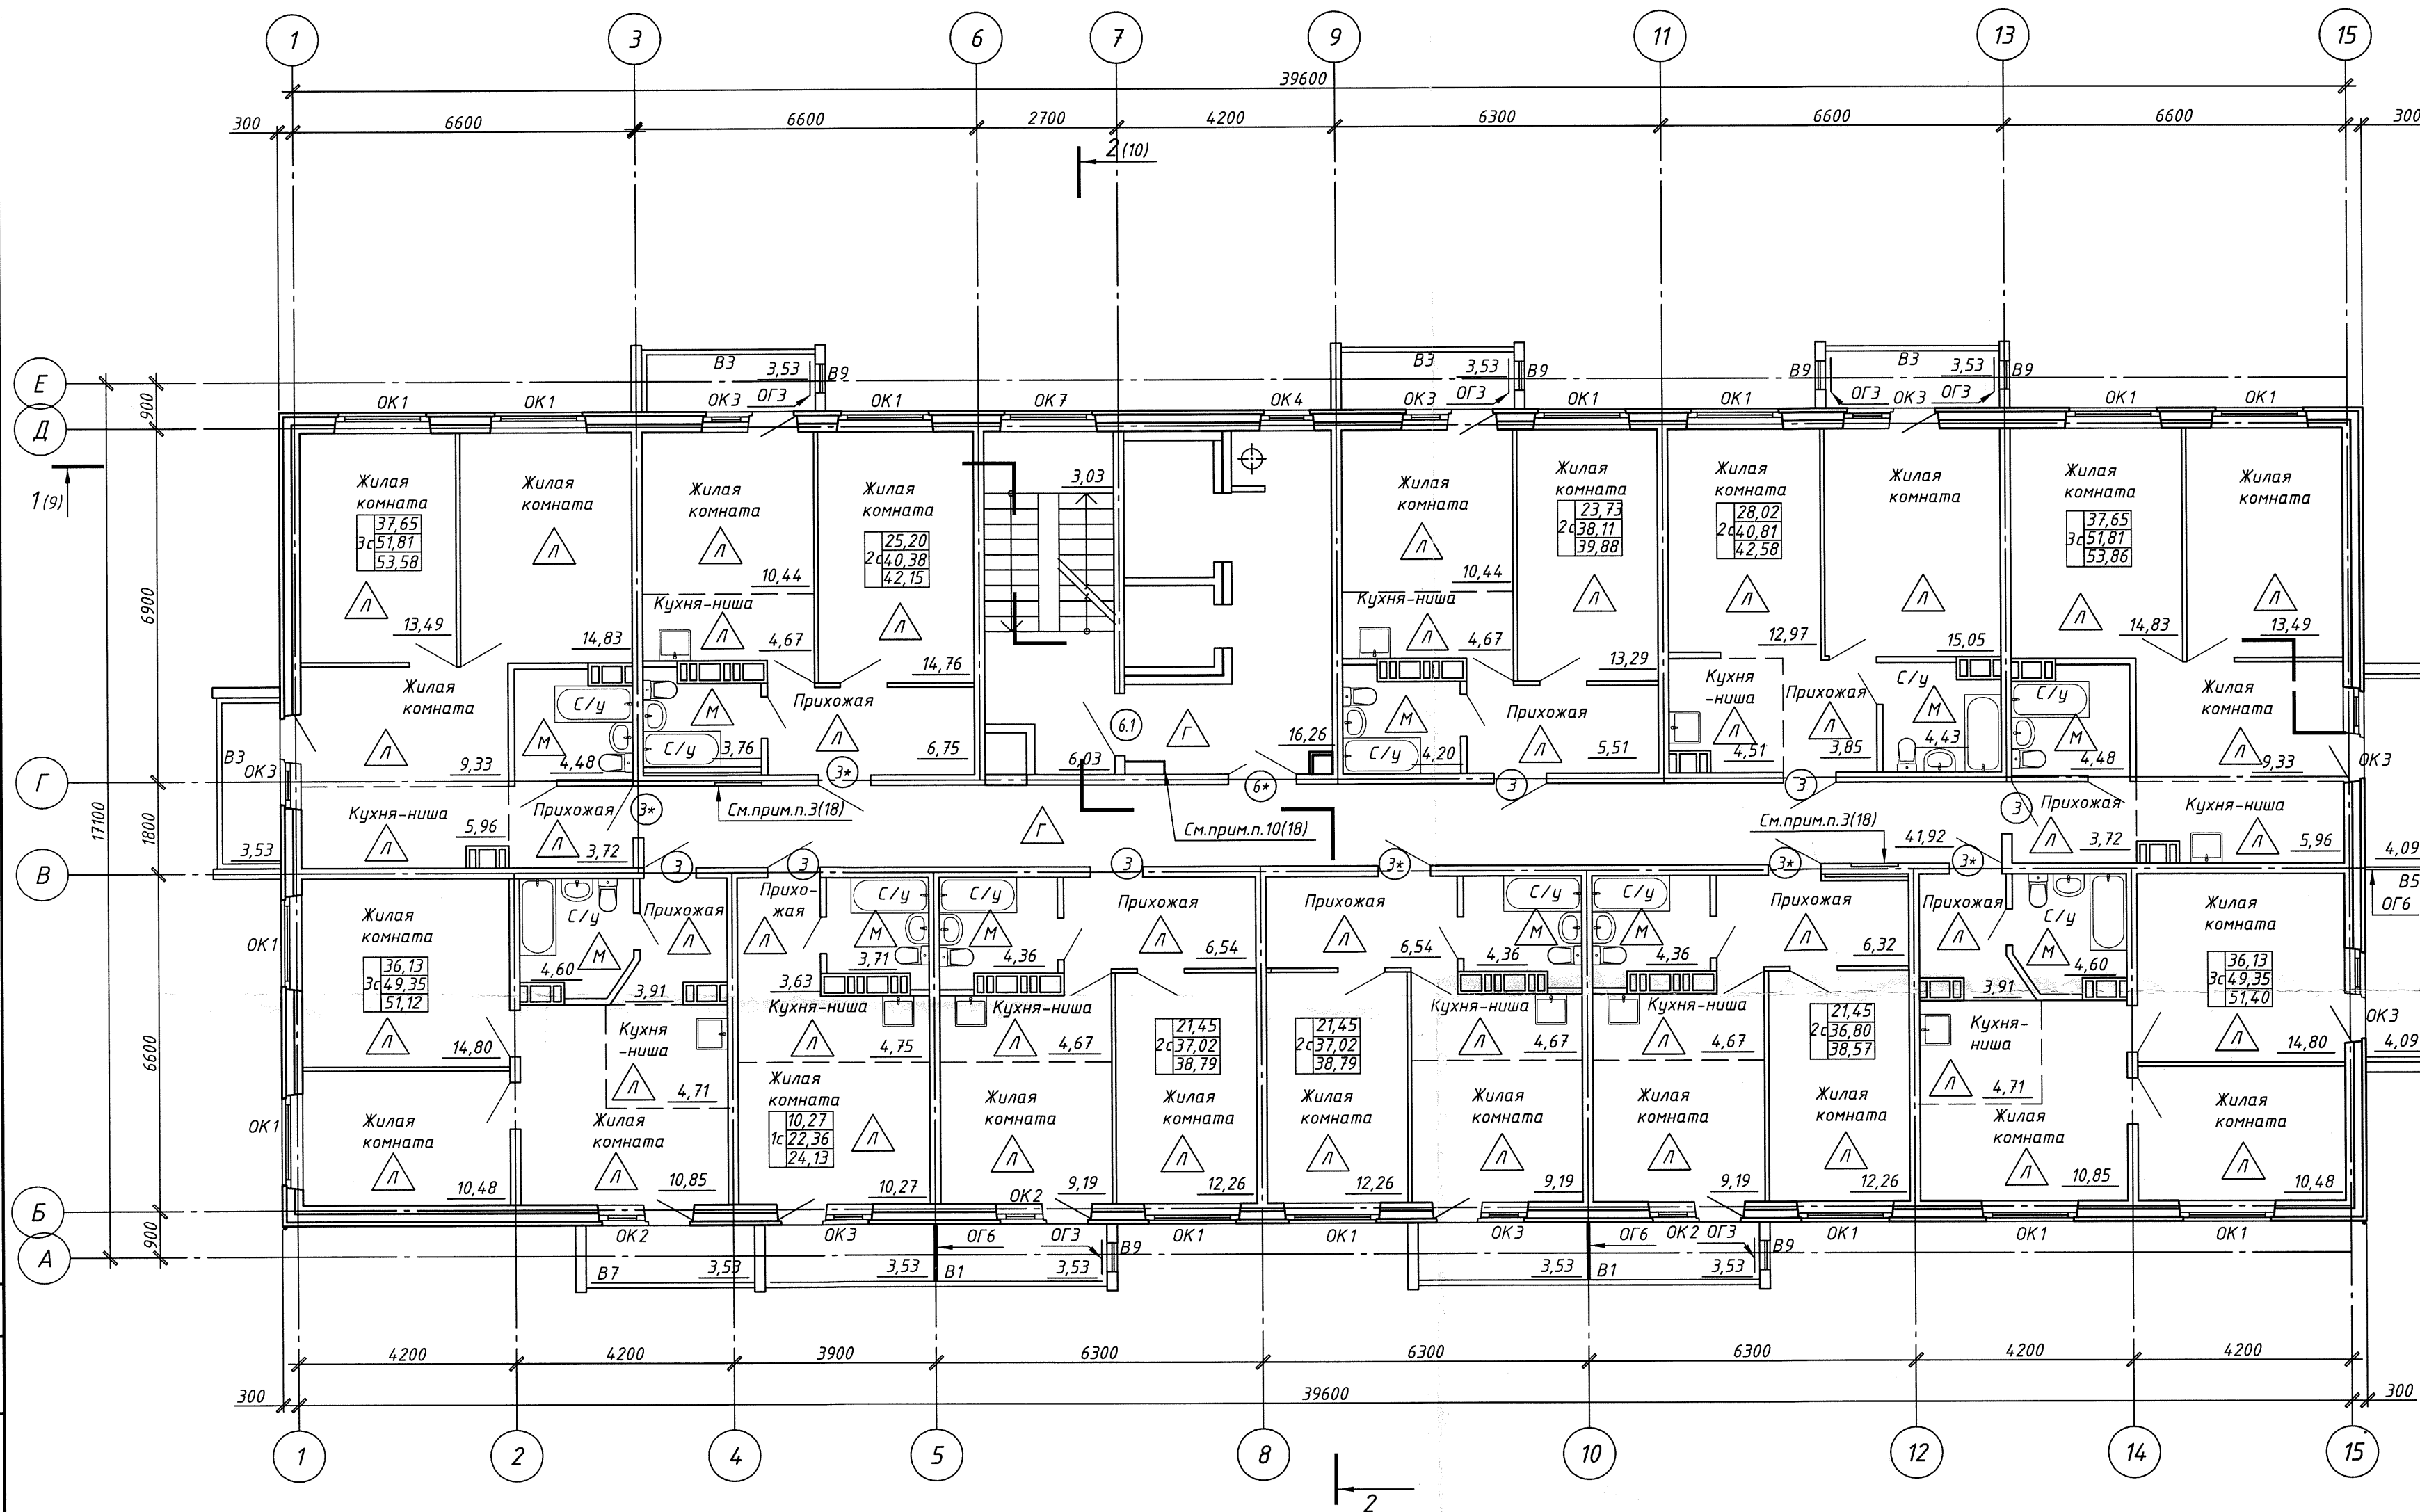 1 3 6 7 9 11 13 15
39600
300 6600 6600 2700 4200 6300 6600 6600 300
2 (10)
Е
Д
Г
В
Б
А
900
6900
1800
6600
900
17100
1 (9)
В3 3,53 В9 ОГ3
В3 3,53 В9 ОГ3
В9 В3 3,53 В9
ОГ3 ОГ3
ОК1 ОК1 ОК3 ОК1 ОК7 ОК4 ОК3 ОК1 ОК1 ОК3 ОК1 ОК1
Жилая
комната
3с
37,65
51,81
53,58
Л
13,49
Жилая
комната
Л
14,83
Жилая
комната
Л
9,33
С/у
М
4,48
Кухня-ниша
Л
5,96
Прихожая
Л
3,72
В3
ОК3
3,53
Жилая
комната
Л
10,44
Кухня-ниша
Л
4,67
Жилая
комната
2с
25,20
40,38
42,15
Л
14,76
М
С/у
3,76
Прихожая
Л
6,75
3*
3*
См.прим.п.3(18)
3,03
6.1
Г
6,03
16,26
6*
См.прим.п.10(18)
Г
Жилая
комната
Л
10,44
Кухня-ниша
Л
4,67
Жилая
комната
2с
23,73
38,11
39,88
Л
13,29
М
С/у
4,20
Прихожая
Л
5,51
3
Жилая
комната
2с
28,02
40,81
42,58
Л
12,97
Жилая
комната
Л
15,05
Кухня
-ниша
Л
4,51
Прихожая
Л
3,85
С/у
М
4,43
3
См.прим.п.3(18)
41,92
Жилая
комната
3с
37,65
51,81
53,86
Л
14,83
Жилая
комната
Л
13,49
С/у
М
4,48
Жилая
комната
Л
9,33
ОК3
3
Прихожая
Л
3,72
Кухня-ниша
Л
5,96
4,09
В5
ОГ6
3 3 3 3* 3* 3*
Жилая
комната
3с
36,13
49,35
51,12
Л
14,80
ОК1
ОК1
Жилая
комната
Л
10,48
С/у
М
4,60
Прихожая
Л
3,91
Кухня
-ниша
Л
4,71
Жилая
комната
Л
10,85
Прихо-
жая
Л
3,63
С/у
М
3,71
Кухня-ниша
Л
4,75
Жилая
комната
1с
10,27
22,36
24,13
Л
10,27
С/у
М
4,36
Прихожая
Л
6,54
Кухня-ниша
Л
4,67
Жилая
комната
Л
9,19
2с
21,45
37,02
38,79
Жилая
комната
Л
12,26
Прихожая
Л
6,54
2с
21,45
37,02
38,79
Жилая
комната
Л
12,26
С/у
М
4,36
Кухня-ниша
Л
4,67
Жилая
комната
Л
9,19
С/у
М
4,36
Прихожая
Л
6,32
Кухня-ниша
Л
4,67
Жилая
комната
Л
9,19
2с
21,45
36,80
38,57
Жилая
комната
Л
12,26
Прихожая
Л
3,91
С/у
М
4,60
Кухня-
ниша
Л
4,71
Жилая
комната
Л
10,85
Жилая
комната
3с
36,13
49,35
51,40
Л
14,80
ОК3
4,09
Жилая
комната
Л
10,48
ОК2 ОК3 ОК2 ОК1 ОК1 ОК3 ОК2 ОК1 ОК1 ОК1
ОГ6 ОГ3 В9 ОГ6 ОГ3 В9
В7 3,53 3,53 В1 3,53 3,53 В1 3,53
4200 4200 3900 6300 6300 6300 4200 4200
300 39600 300
1 2 4 5 8 10 12 14 15
2